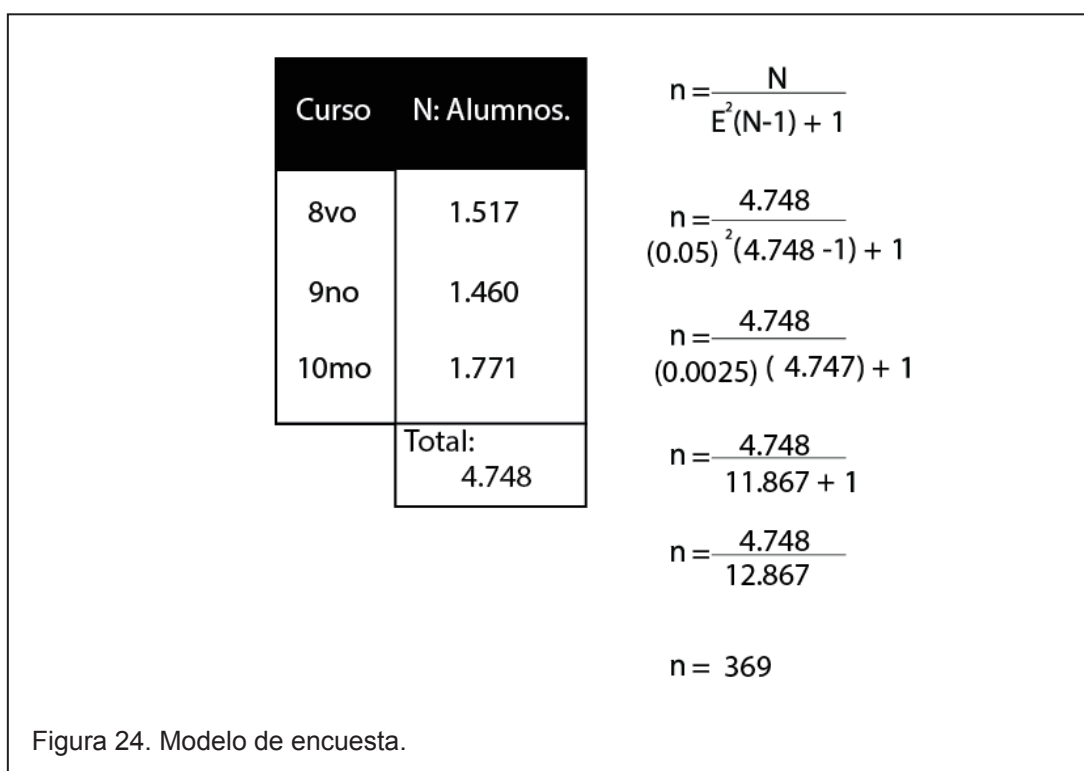 Curso N: Alumnos.
8vo 1.517
9no 1.460
10mo 1.771
Total:
4.748
n = N
E²(N-1) + 1
n = 4.748
(0.05)²(4.748 -1) + 1
n = 4.748
(0.0025) ( 4.747) + 1
n = 4.748
11.867 + 1
n = 4.748
12.867
n = 369
Figura 24. Modelo de encuesta.